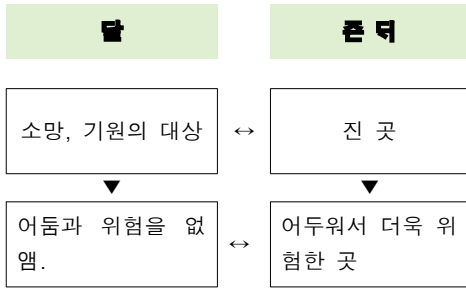 달 즌 ᄃᆡ
소망, 기원의 대상 ↔ 진 곳
▼ ▼
어둠과 위험을 없 ↔ 어두워서 더욱 위
앰. 험한 곳